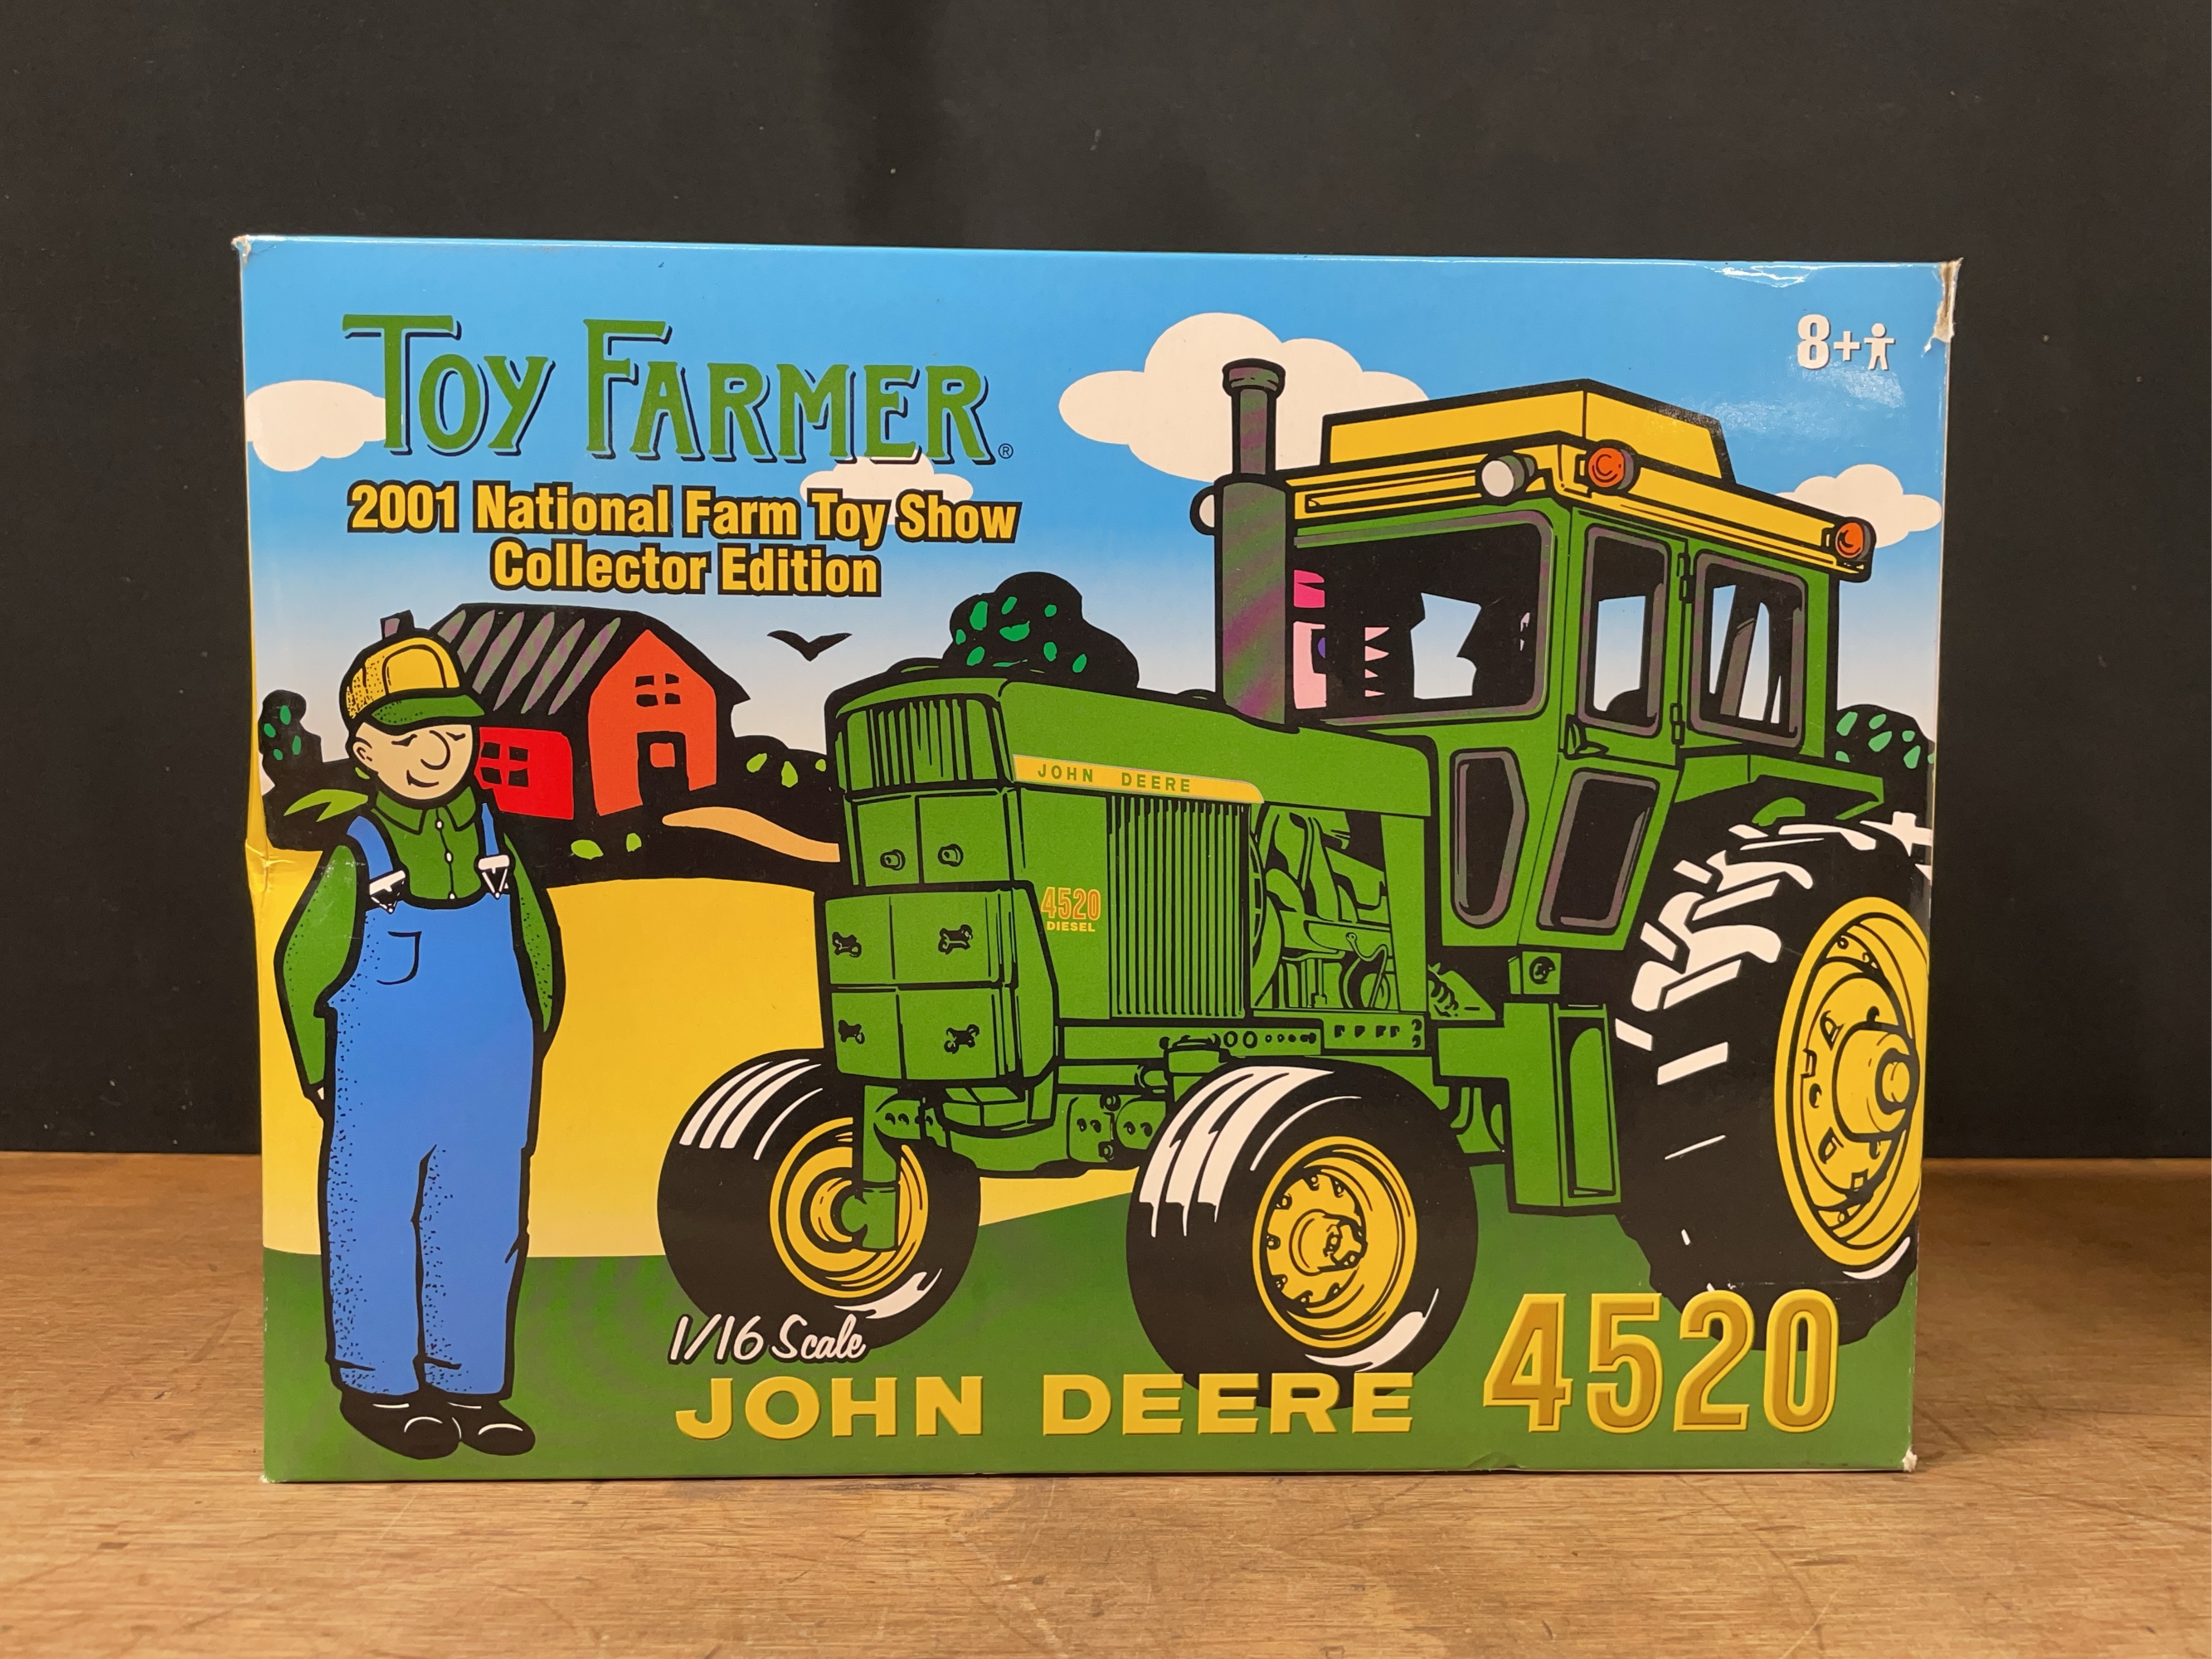 TOY FARMER®
2001 National Farm Toy Show
Collector Edition
8+
JOHN DEERE
4520
DIESEL
1/16 Scale
JOHN DEERE 4520